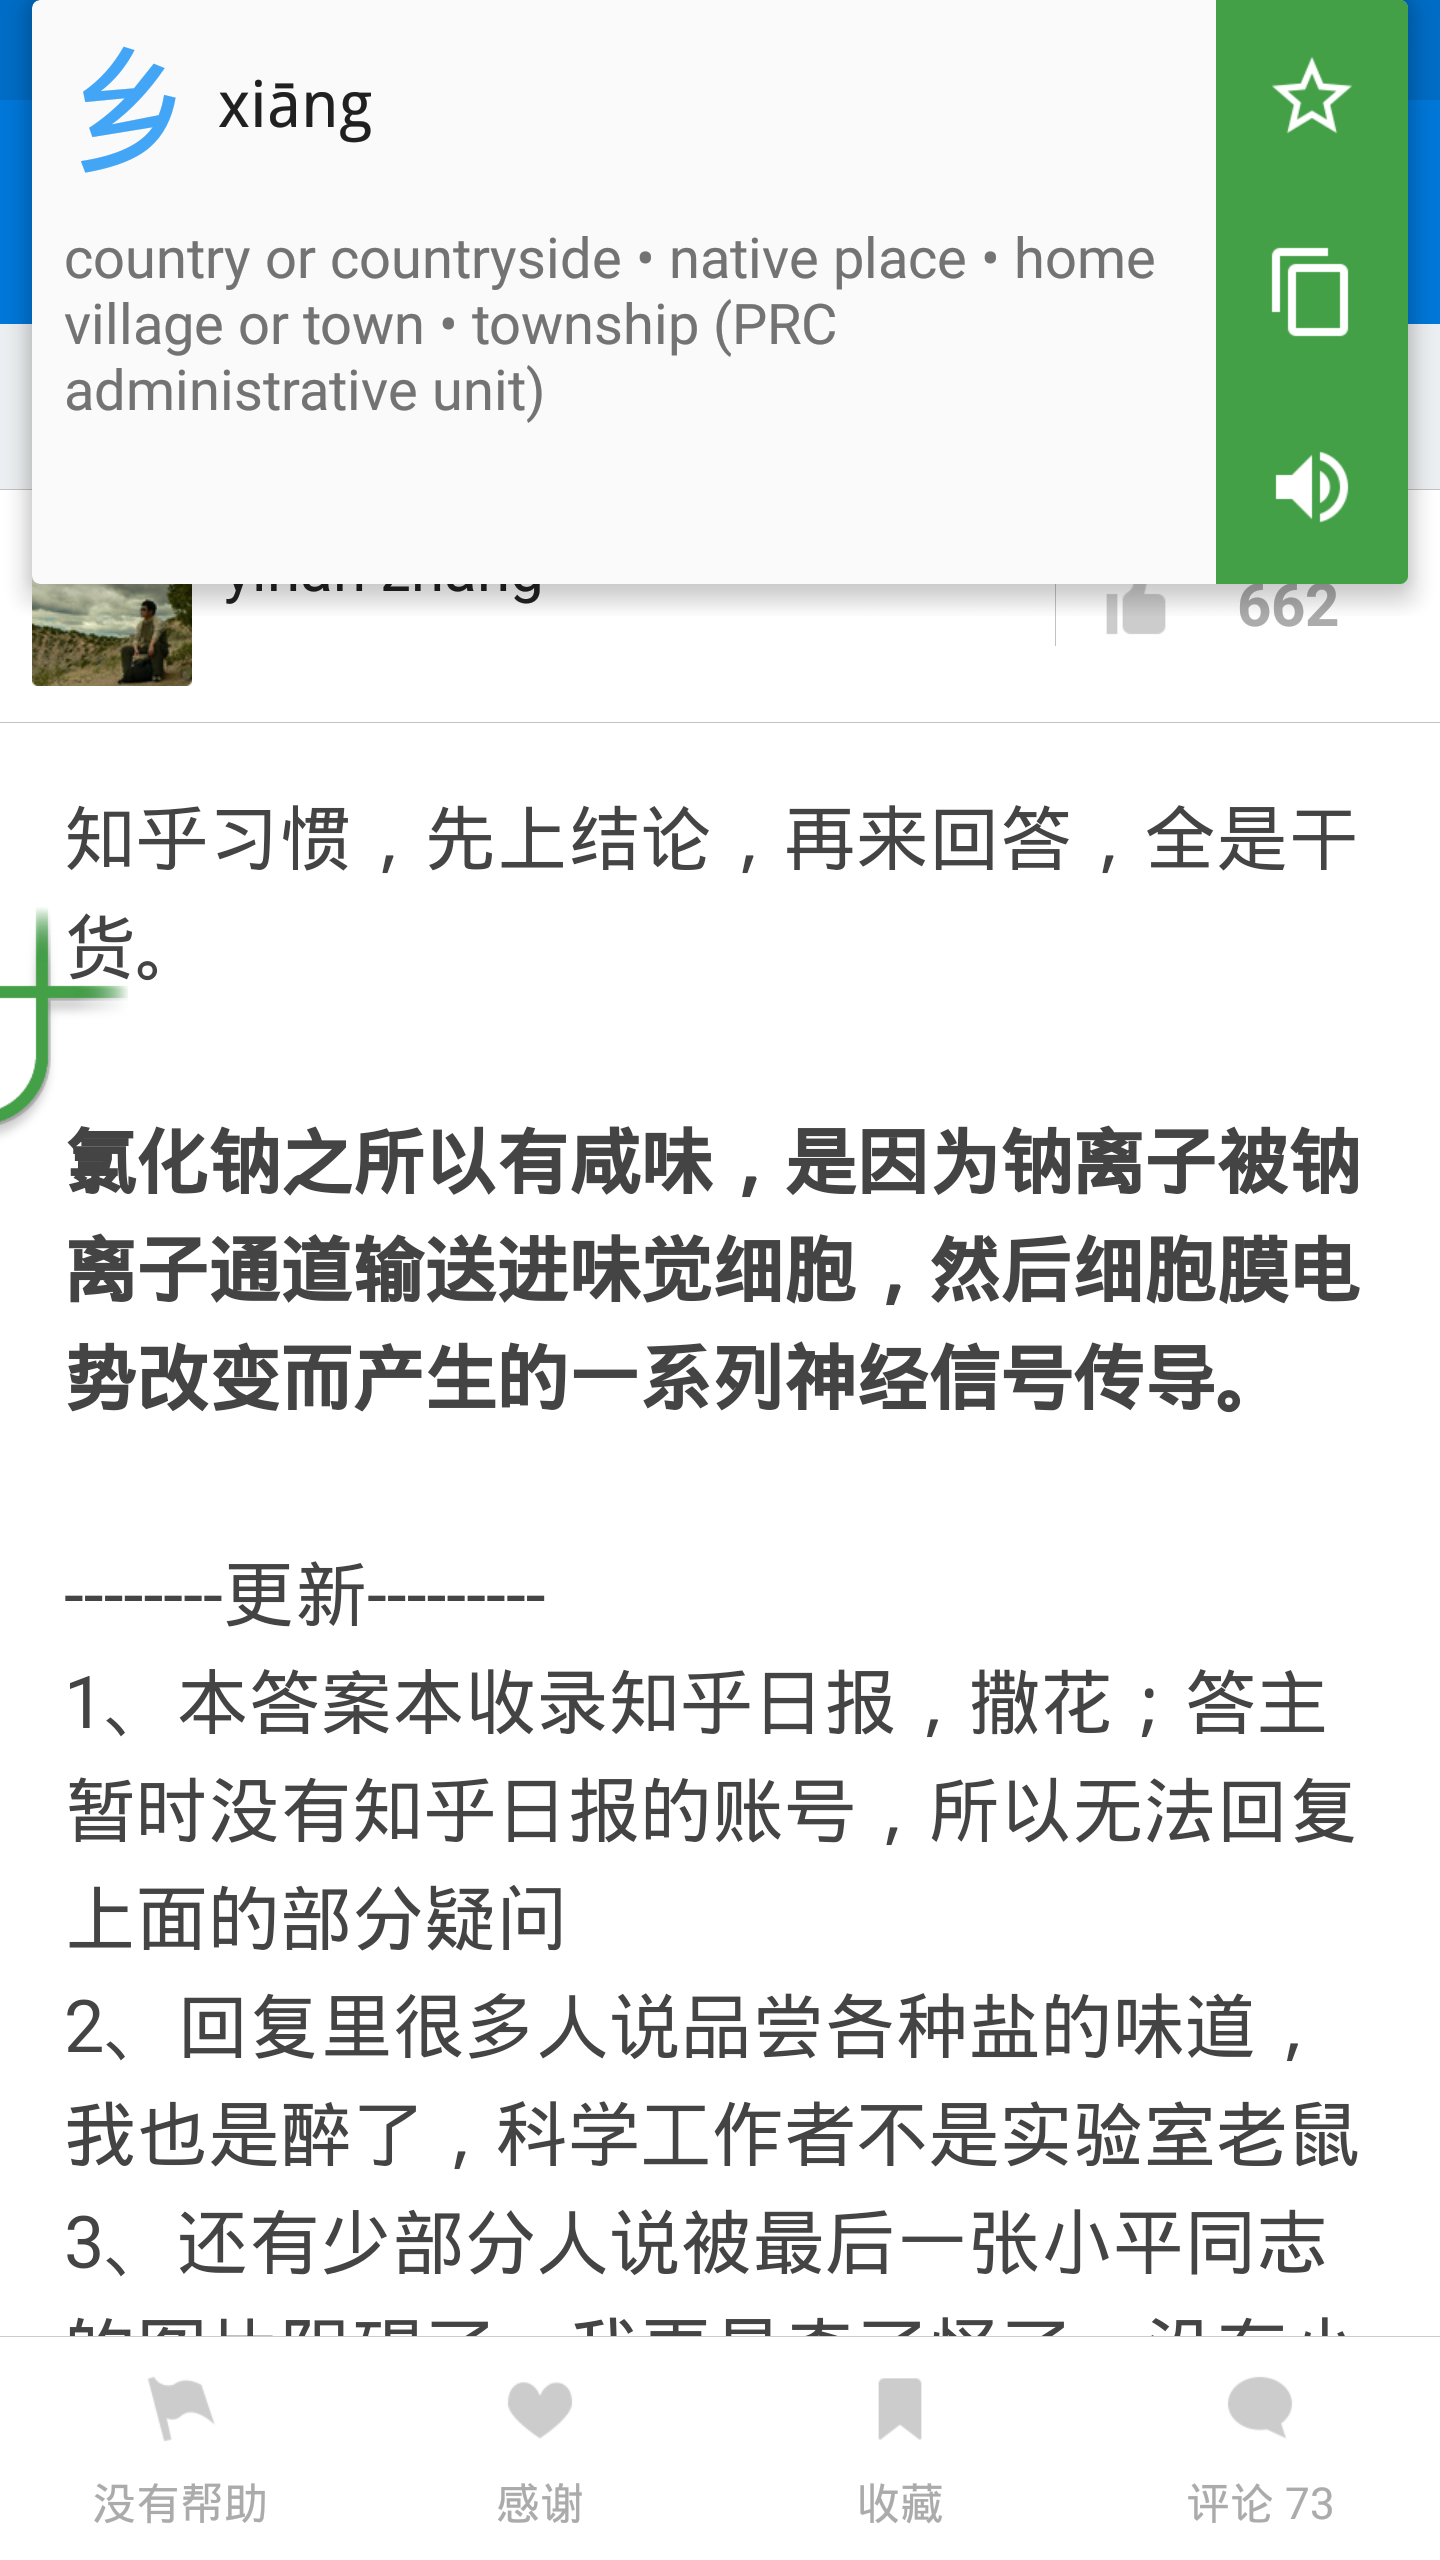 乡 xiāng
country or countryside • native place • home
village or town • township (PRC
administrative unit)
662
知乎习惯，先上结论，再来回答，全是干
货。
氯化钠之所以有咸味，是因为钠离子被钠
离子通道输送进味觉细胞，然后细胞膜电
势改变而产生的一系列神经信号传导。
--------更新---------
1、本答案本收录知乎日报，撒花；答主
暂时没有知乎日报的账号，所以无法回复
上面的部分疑问
2、回复里很多人说品尝各种盐的味道，
我也是醉了，科学工作者不是实验室老鼠
3、还有少部分人说被最后一张小平同志
没有帮助
感谢
收藏
评论 73